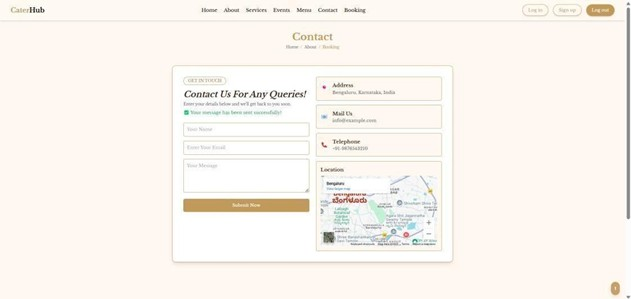 CaterHub
Home About Services Events Menu Contact Booking
Log in Sign up Log out
Contact
Home / About / Booking
GET IN TOUCH
Contact Us For Any Queries!
Enter your details below and we'll get back to you soon.
✅ Your message has been sent successfully!
Your Name
Enter Your Email
Your Message
Submit Now
Address
Bengaluru, Karnataka, India
Mail Us
info@example.com
Telephone
Location
Bengaluru
View larger map
ಬೆಂಗಳೂರು